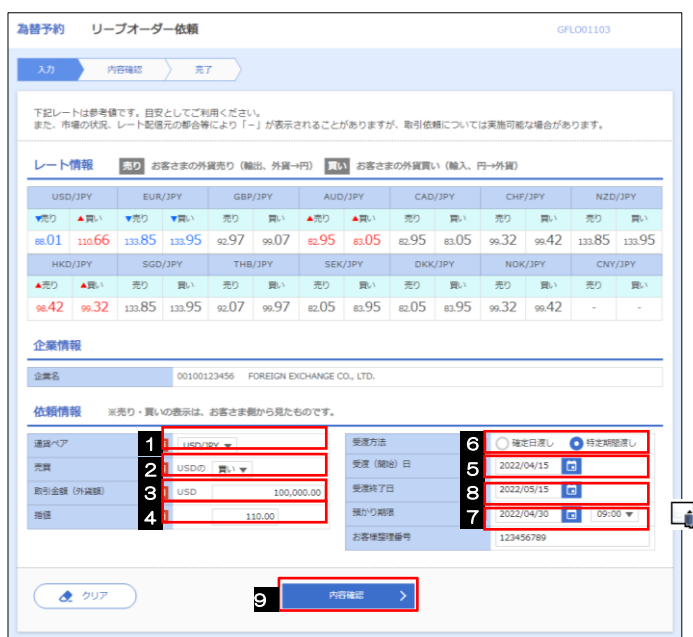 為替予約 リーブオーダー依頼 GFLO01103
入力 内容確認 完了
下記レートは参考値です。目安としてご利用ください。
また、市場の状況、レート配信元の都合等により「－」が表示されることがありますが、取引依頼については実施可能な場合があります。
レート情報 売り お客さまの外貨売り（輸出、外貨→円） 買い お客さまの外貨買い（輸入、円→外貨）
USD/JPY EUR/JPY GBP/JPY AUD/JPY CAD/JPY CHF/JPY NZD/JPY
▼売り ▲買い ▼売り ▼買い 売り 買い ▲売り ▲買い 売り 買い 売り 買い 売り 買い
88.01 110.66 133.85 133.95 92.97 99.07 82.95 83.05 82.95 83.05 99.32 99.42 133.85 133.95
HKD/JPY SGD/JPY THB/JPY SEK/JPY DKK/JPY NOK/JPY CNY/JPY
▲売り ▲買い 売り 買い 売り 買い 売り 買い 売り 買い 売り 買い 売り 買い
98.42 99.32 133.85 133.95 92.07 99.97 82.05 83.95 82.05 83.95 99.32 99.42 - -
企業情報
企業名 00100123456 FOREIGN EXCHANGE CO., LTD.
依頼情報 ※売り・買いの表示は、お客さま側から見たものです。
通貨ペア 1 USD/JPY ▼
売買 2 USDの 買い ▼
取引金額（外貨額） 3 USD 100,000.00
指値 4 110.00
受渡方法 6 確定日渡し 特定期間渡し
受渡（開始）日 5 2022/04/15
受渡終了日 8 2022/05/15
預かり期限 7 2022/04/30 09:00 ▼
お客様整理番号 123456789
クリア 9 内容確認